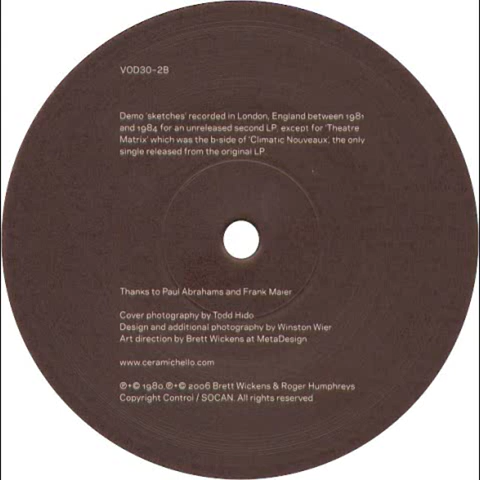 VOD30-2B
Demo 'sketches' recorded in London, England between 1981
and 1984 for an unreleased second LP. except for 'Theatre
Matrix' which was the b-side of 'Climatic Nouveaux', the only
single released from the original LP.
Thanks to Paul Abrahams and Frank Maier
Cover photography by Todd Hido
Design and additional photography by Winston Wier
Art direction by Brett Wickens at MetaDesign
www.ceramichello.com
℗+© 1980, ℗+© 2006 Brett Wickens & Roger Humphreys
Copyright Control / SOCAN. All rights reserved